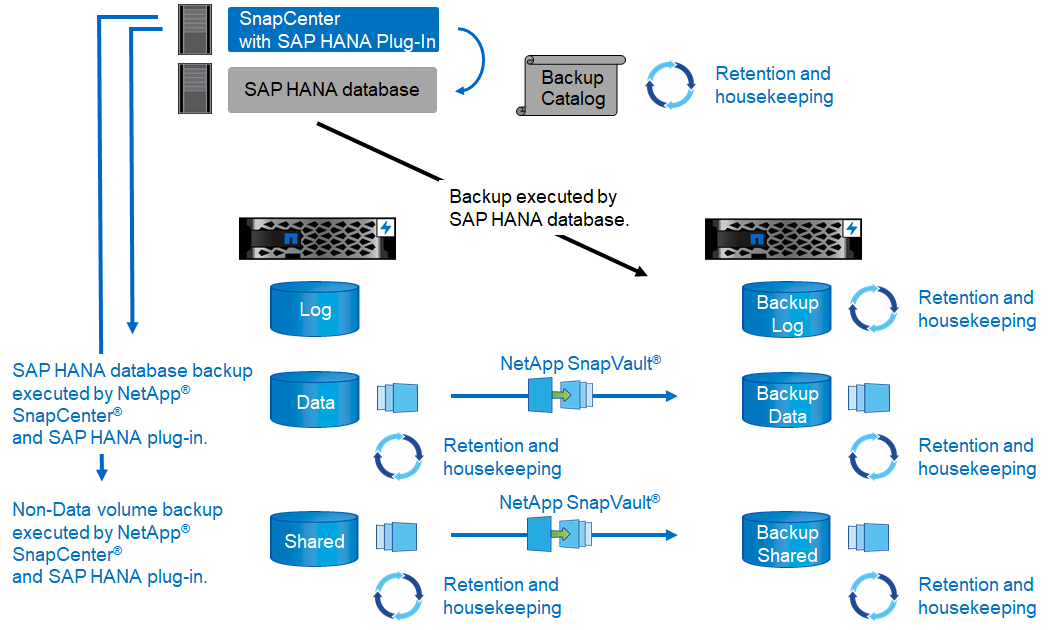 SnapCenter
with SAP HANA Plug-In
SAP HANA database
Backup
Catalog
Retention and
housekeeping
Backup executed by
SAP HANA database.
Log
Backup
Log
Retention and
housekeeping
SAP HANA database backup
executed by NetApp®
SnapCenter®
and SAP HANA plug-in.
Data
NetApp SnapVault®
Backup
Data
Retention and
housekeeping
Retention and
housekeeping
Non-Data volume backup
executed by NetApp®
SnapCenter®
and SAP HANA plug-in.
Shared
NetApp SnapVault®
Backup
Shared
Retention and
housekeeping
Retention and
housekeeping